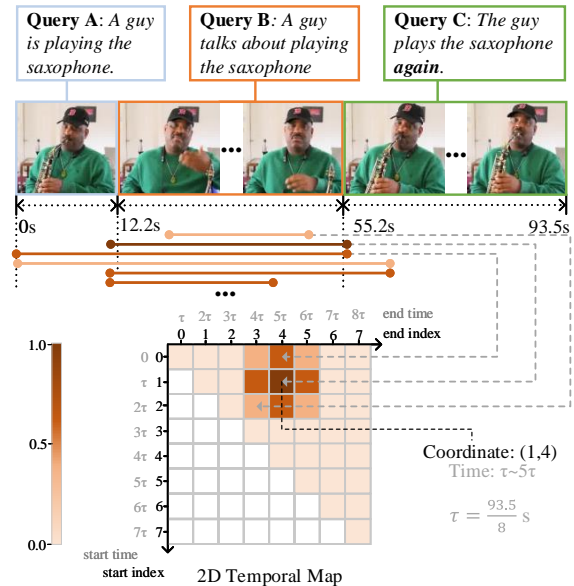 Query A: A guy is playing the saxophone.
Query B: A guy talks about playing the saxophone
Query C: The guy plays the saxophone again.
•••
•••
0s
12.2s
55.2s
93.5s
•••
τ 2τ 3τ 4τ 5τ 6τ 7τ 8τ end time
0 1 2 3 4 5 6 7 end index
1.0
0.5
0.0
0 0
τ 1
2τ 2
3τ 3
4τ 4
5τ 5
6τ 6
7τ 7
Coordinate: (1,4)
Time: τ~5τ
τ = 93.5/8 s
start time
start index
2D Temporal Map